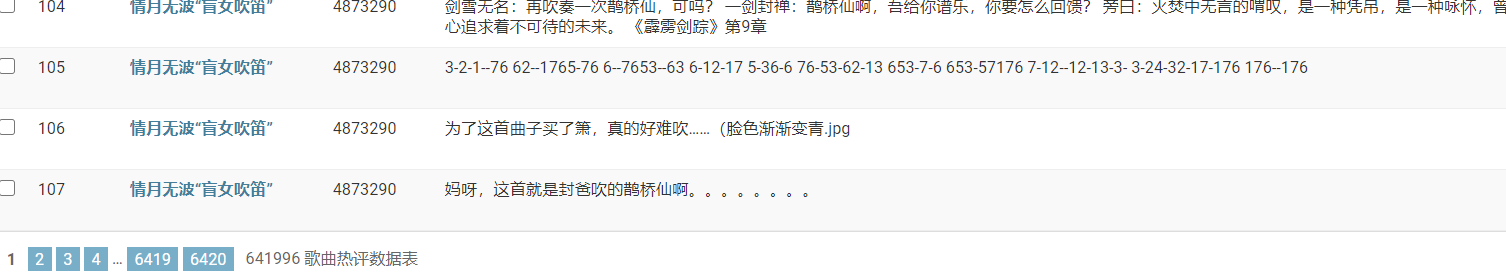 104 情月无波“盲女吹笛” 4873290 剑雪无名：再吹奏一次鹊桥仙，可吗？ 一剑封禅：鹊桥仙啊，吾给你谱乐，你要怎么回馈？ 旁白：火焚中无言的喟叹，是一种凭吊，是一种咏怀，曾
心追求着不可待的未来。 《霹雳剑踪》第9章
105 情月无波“盲女吹笛” 4873290 3-2-1--76 62--1765-76 6--7653--63 6-12-17 5-36-6 76-53-62-13 653-7-6 653-57176 7-12--12-13-3- 3-24-32-17-176 176--176
106 情月无波“盲女吹笛” 4873290 为了这首曲子买了箫，真的好难吹……（脸色渐渐变青.jpg
107 情月无波“盲女吹笛” 4873290 妈呀，这首就是封爸吹的鹊桥仙啊。。。。。。。。
1 2 3 4 … 6419 6420 641996 歌曲热评数据表